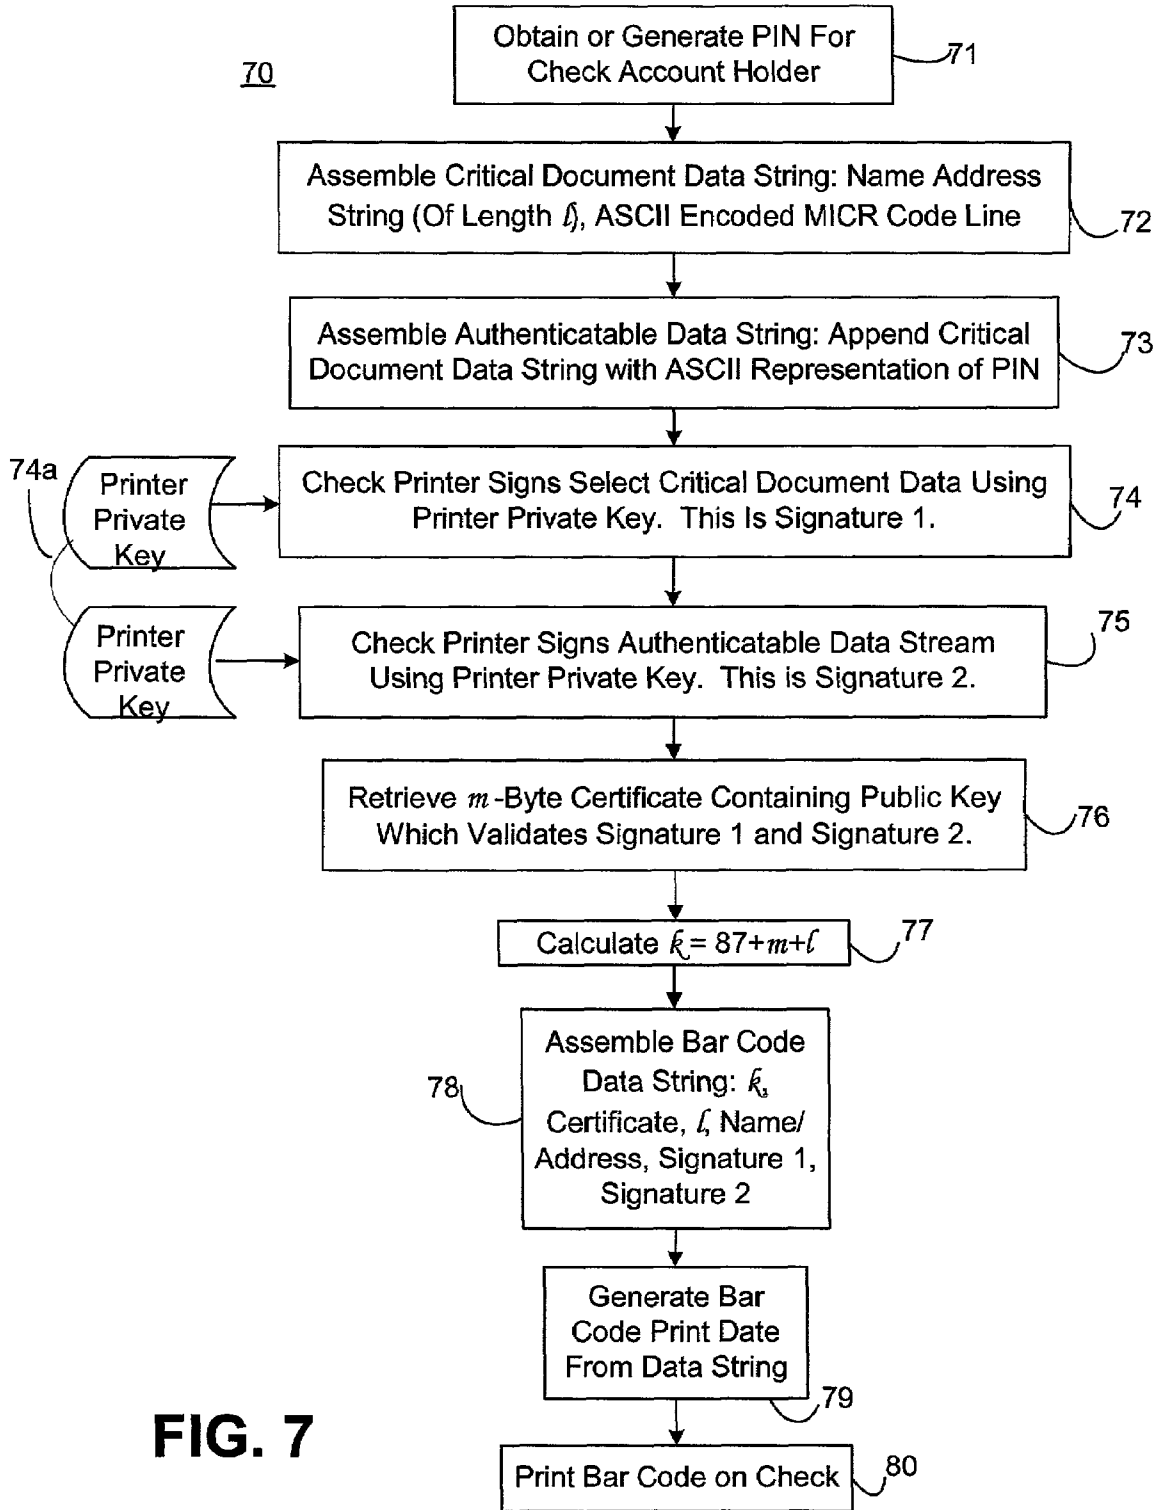 70
Obtain or Generate PIN For
Check Account Holder
71
Assemble Critical Document Data String: Name Address
String (Of Length l), ASCII Encoded MICR Code Line
72
Assemble Authenticatable Data String: Append Critical
Document Data String with ASCII Representation of PIN
73
74a
Printer
Private
Key
Check Printer Signs Select Critical Document Data Using
Printer Private Key. This Is Signature 1.
74
Printer
Private
Key
Check Printer Signs Authenticatable Data Stream
Using Printer Private Key. This is Signature 2.
75
Retrieve m-Byte Certificate Containing Public Key
Which Validates Signature 1 and Signature 2.
76
Calculate k = 87+m+l
77
Assemble Bar Code
Data String: k,
Certificate, l, Name/
Address, Signature 1,
Signature 2
78
Generate Bar
Code Print Date
From Data String
79
Print Bar Code on Check
80
FIG. 7